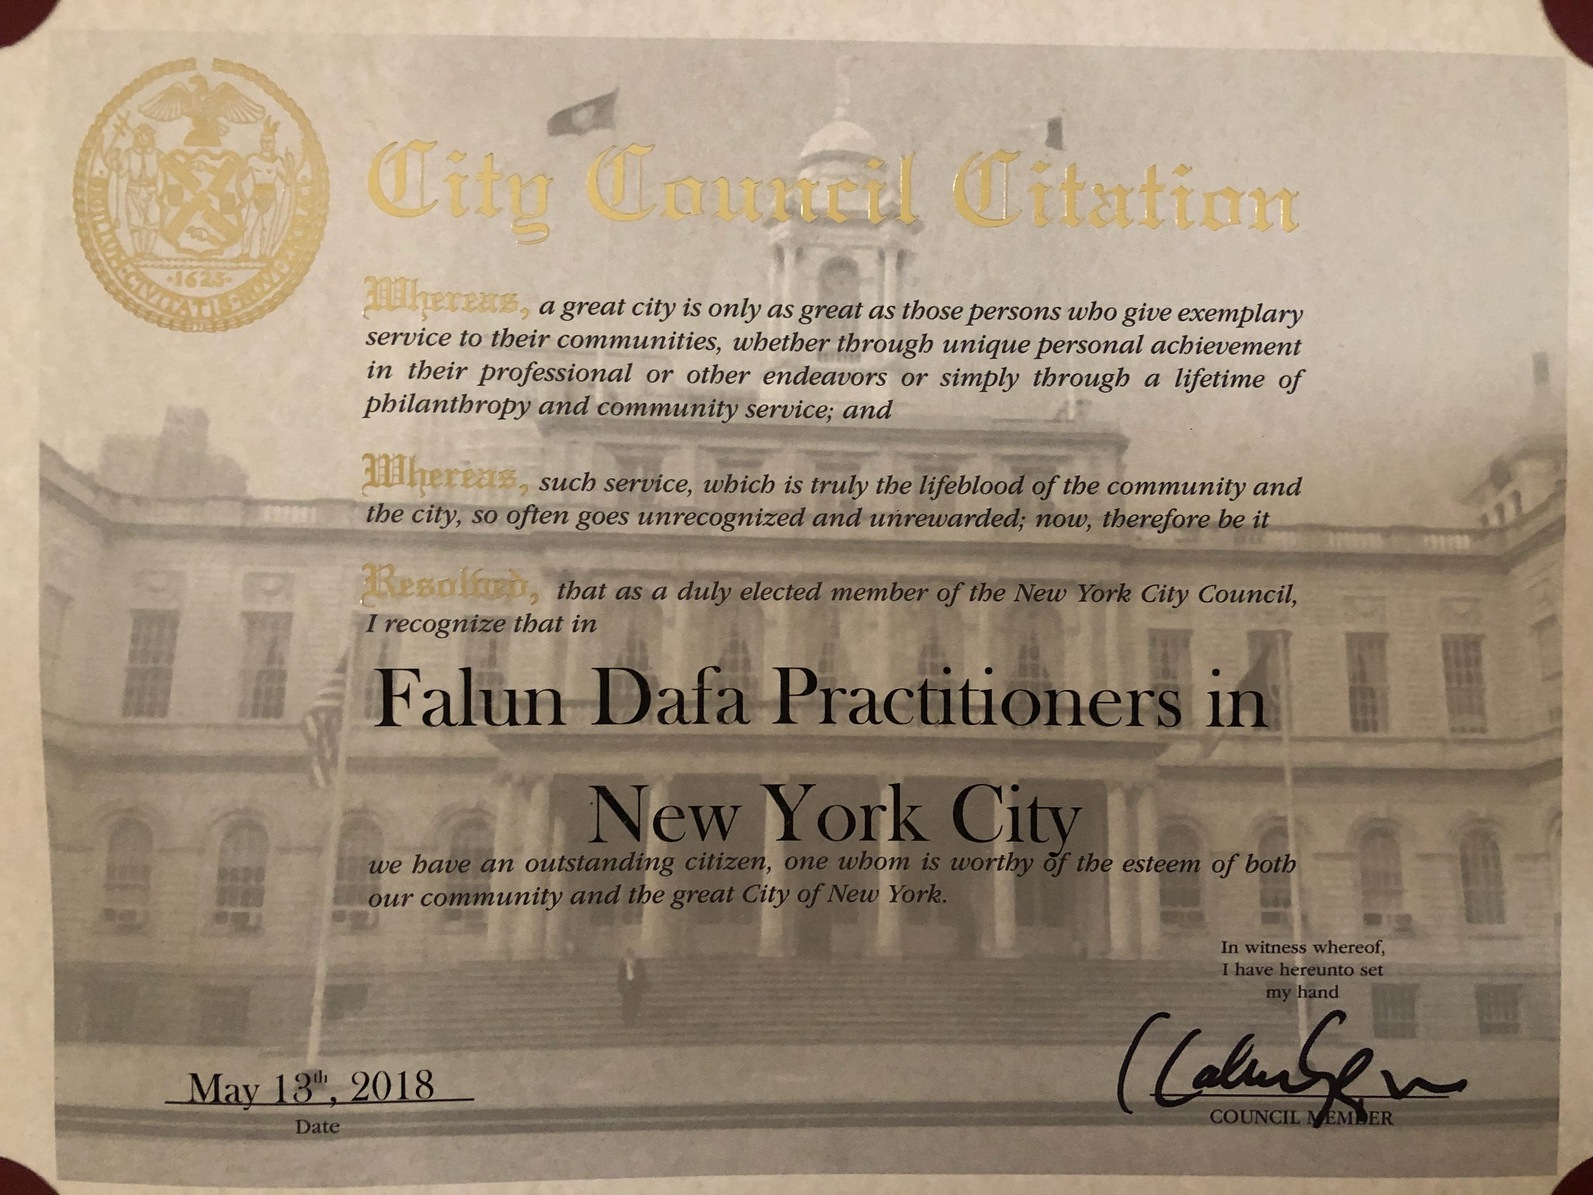 City Council Citation
·1625·
Whereas, a great city is only as great as those persons who give exemplary
service to their communities, whether through unique personal achievement
in their professional or other endeavors or simply through a lifetime of
philanthropy and community service; and
Whereas, such service, which is truly the lifeblood of the community and
the city, so often goes unrecognized and unrewarded; now, therefore be it
Resolved, that as a duly elected member of the New York City Council,
I recognize that in
Falun Dafa Practitioners in
New York City
we have an outstanding citizen, one whom is worthy of the esteem of both
our community and the great City of New York.
In witness whereof,
I have hereunto set
my hand
May 13th, 2018
Date
COUNCIL MEMBER